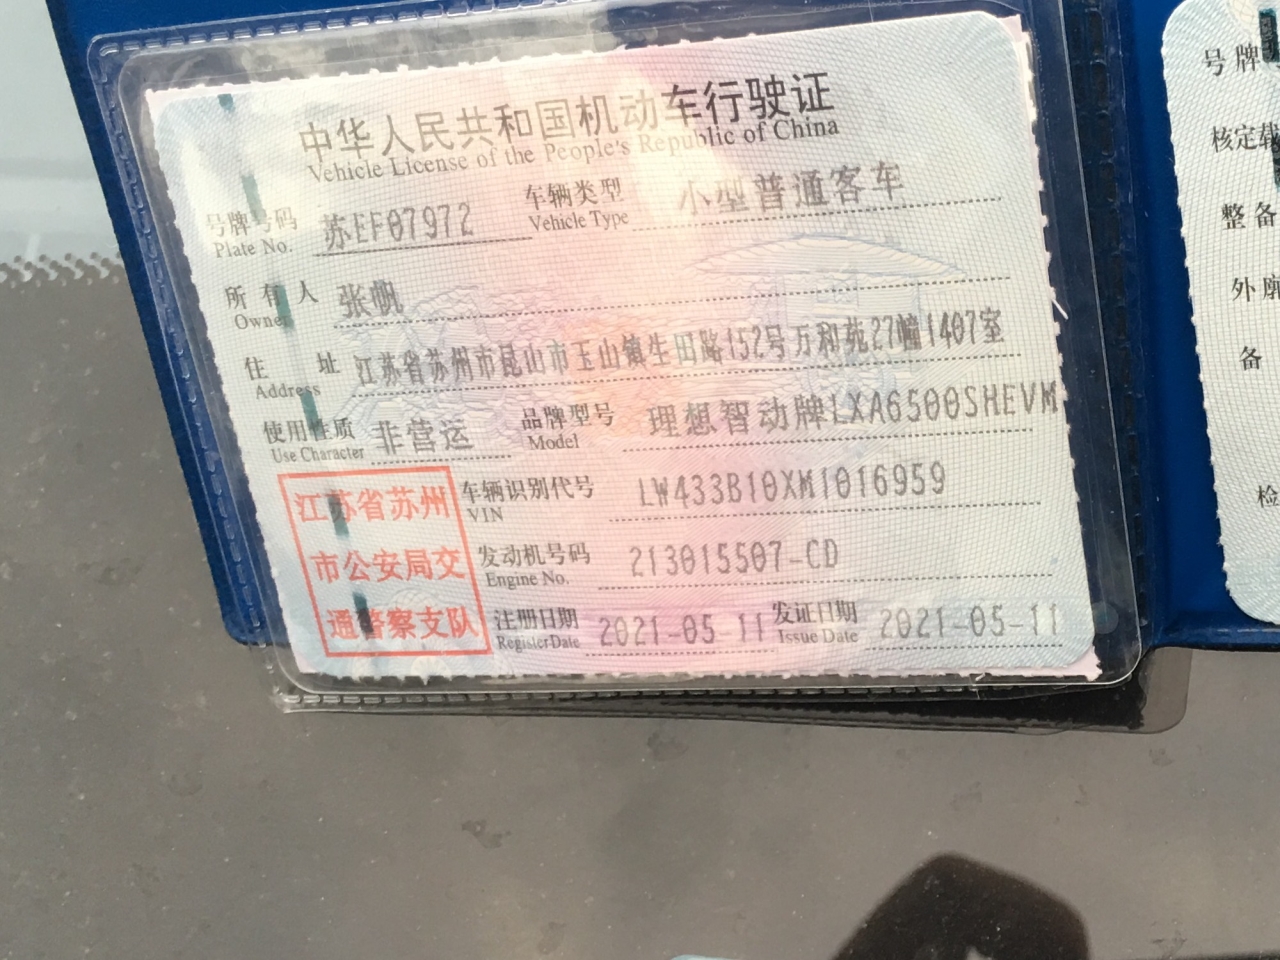 中华人民共和国机动车行驶证
Vehicle License of the People's Republic of China
号牌号码 苏EF07972 车辆类型 小型普通客车
Plate No. Vehicle Type
所有人 张帆
Owner
住址 江苏省苏州市昆山市玉山镇生田路152号万和苑27幢1407室
Address
使用性质 非营运 品牌型号 理想智动牌LXA6500SHEVM
Use Character Model
车辆识别代号 LW433B10XM1016959
VIN
发动机号码 213015507-CD
Engine No.
注册日期 2021-05-11 发证日期 2021-05-11
Register Date Issue Date
江苏省苏州
市公安局交
通警察支队
号牌
核定载
整备
外廓
备
检